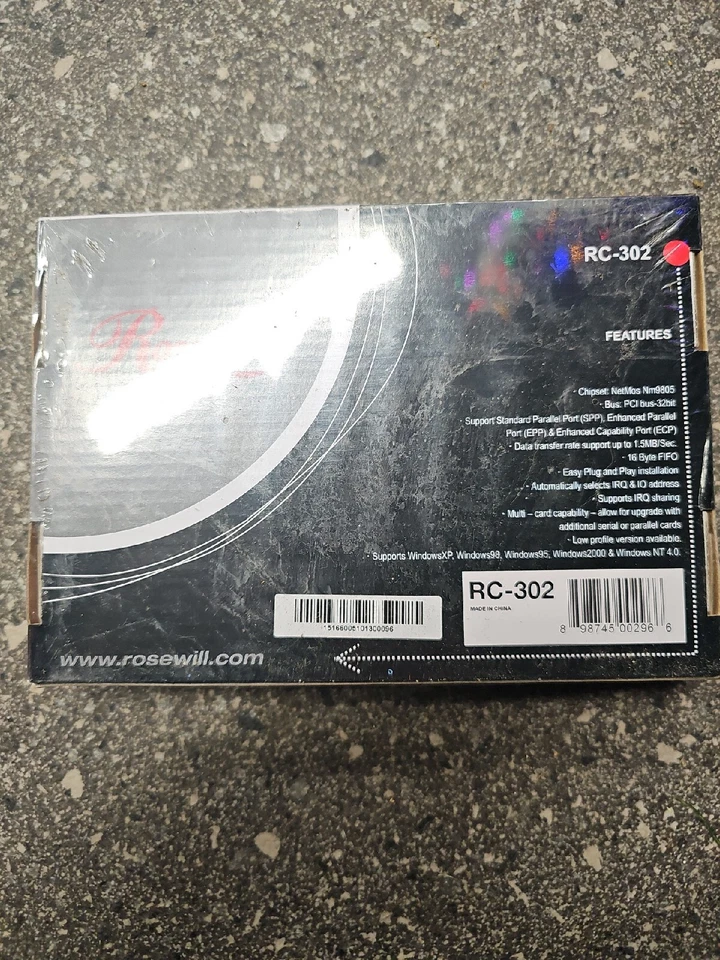 RC-302
FEATURES
· Chipset: NetMos Nm9805
· Bus: PCI bus-32bit
· Support Standard Parallel Port (SPP), Enhanced Parallel
Port (EPP) & Enhanced Capability Port (ECP)
· Data transfer rate support up to 1.5MB/Sec.
· 16 Byte FIFO
· Easy Plug and Play installation
· Automatically selects IRQ & IO address
· Supports IRQ sharing
· Multi – card capability – allow for upgrade with
additional serial or parallel cards
· Low profile version available.
· Supports WindowsXP, Windows98, Windows95, Windows2000 & Windows NT 4.0.
RC-302
MADE IN CHINA
8 98745 00296 6
www.rosewill.com